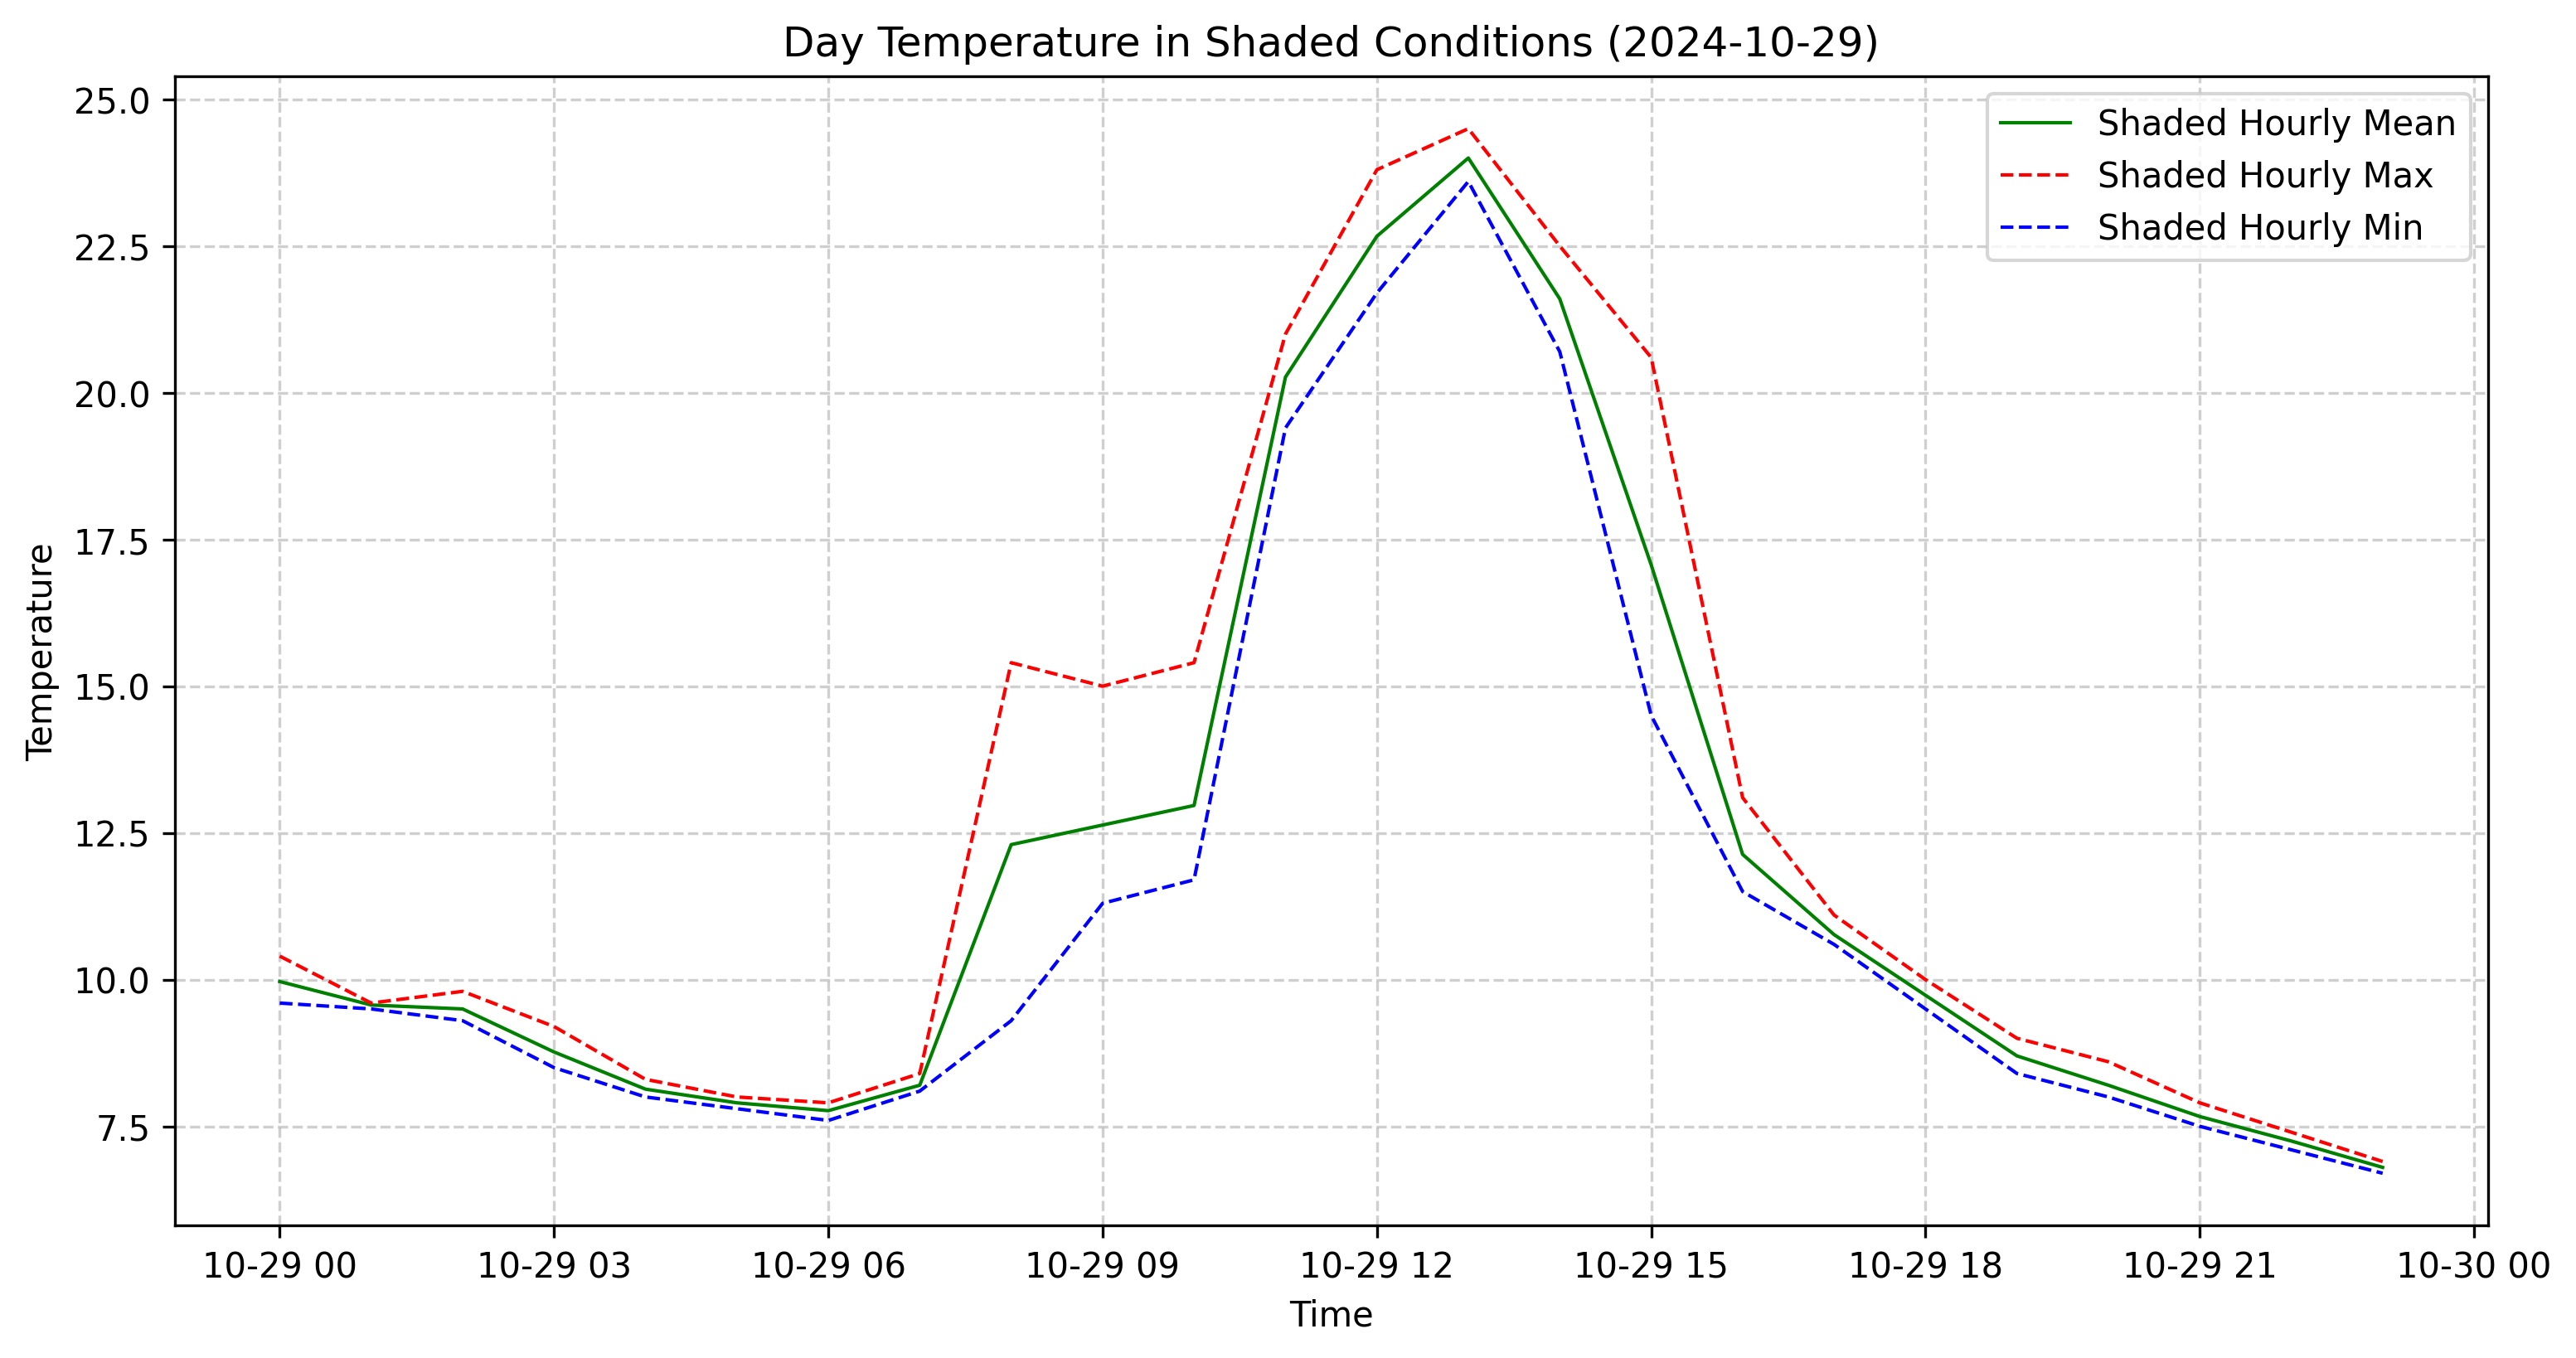 Day Temperature in Shaded Conditions (2024-10-29)
Shaded Hourly Mean
Shaded Hourly Max
Shaded Hourly Min
Temperature
25.0
22.5
20.0
17.5
15.0
12.5
10.0
7.5
10-29 00 10-29 03 10-29 06 10-29 09 10-29 12 10-29 15 10-29 18 10-29 21 10-30 00
Time